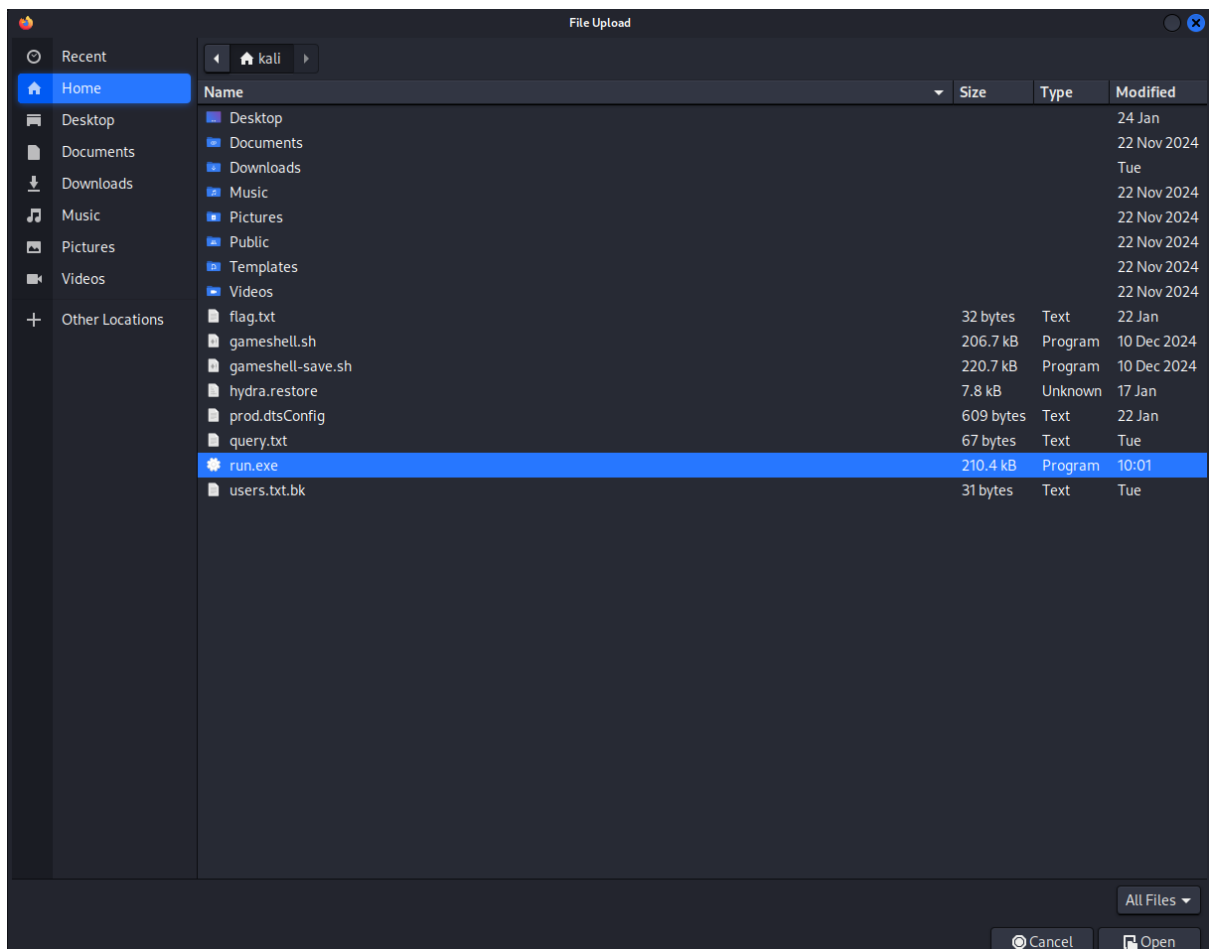 File Upload
Recent
Home
Desktop
Documents
Downloads
Music
Pictures
Videos
Other Locations
kali
Name Size Type Modified
Desktop 24 Jan
Documents 22 Nov 2024
Downloads Tue
Music 22 Nov 2024
Pictures 22 Nov 2024
Public 22 Nov 2024
Templates 22 Nov 2024
Videos 22 Nov 2024
flag.txt 32 bytes Text 22 Jan
gameshell.sh 206.7 kB Program 10 Dec 2024
gameshell-save.sh 220.7 kB Program 10 Dec 2024
hydra.restore 7.8 kB Unknown 17 Jan
prod.dtsConfig 609 bytes Text 22 Jan
query.txt 67 bytes Text Tue
run.exe 210.4 kB Program 10:01
users.txt.bk 31 bytes Text Tue
All Files
Cancel Open